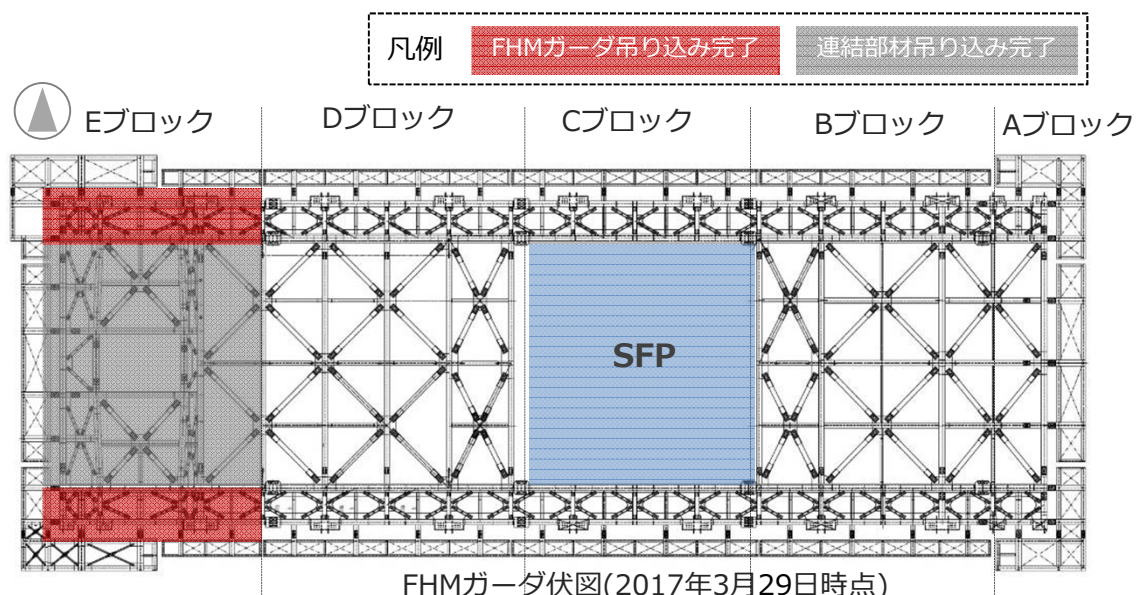 凡例
FHMガーダ吊り込み完了
連結部材吊り込み完了
Eブロック
Dブロック
Cブロック
Bブロック
Aブロック
SFP
FHMガーダ伏図(2017年3月29日時点)